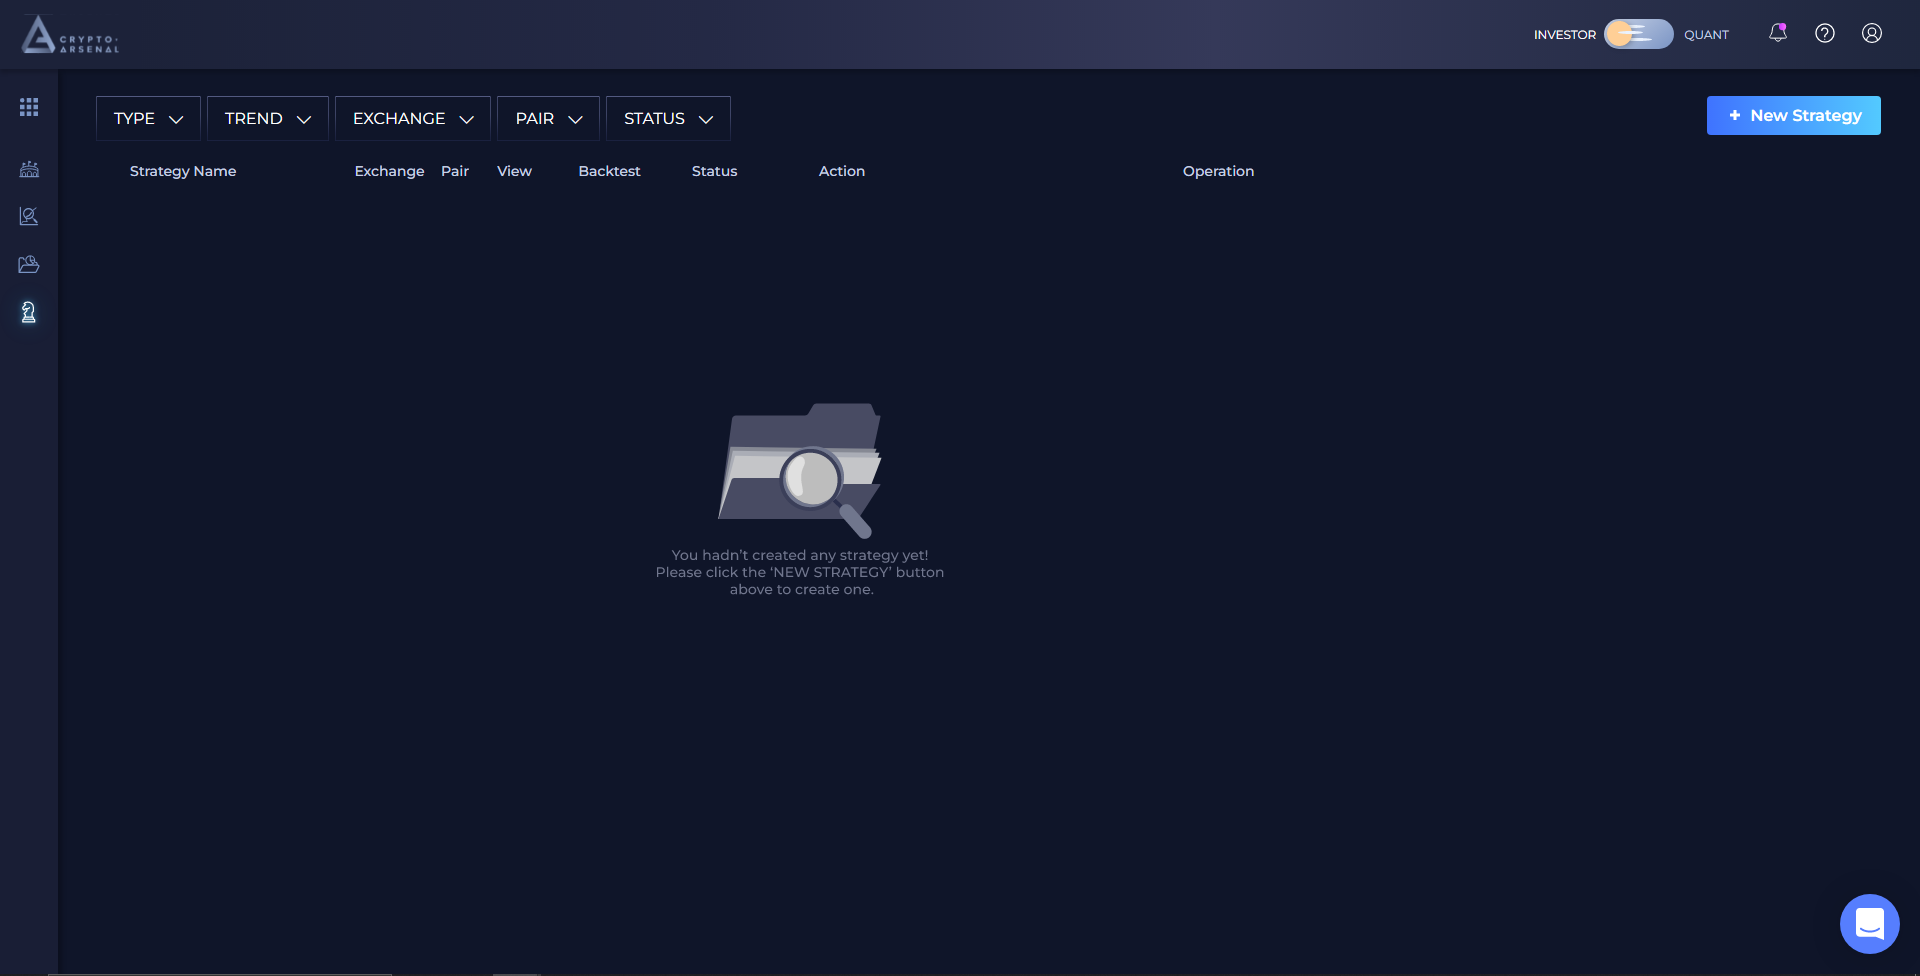 CRYPTO-
ARSENAL
INVESTOR
QUANT
TYPE
TREND
EXCHANGE
PAIR
STATUS
+ New Strategy
Strategy Name
Exchange
Pair
View
Backtest
Status
Action
Operation
You hadn't created any strategy yet!
Please click the ‘NEW STRATEGY’ button
above to create one.